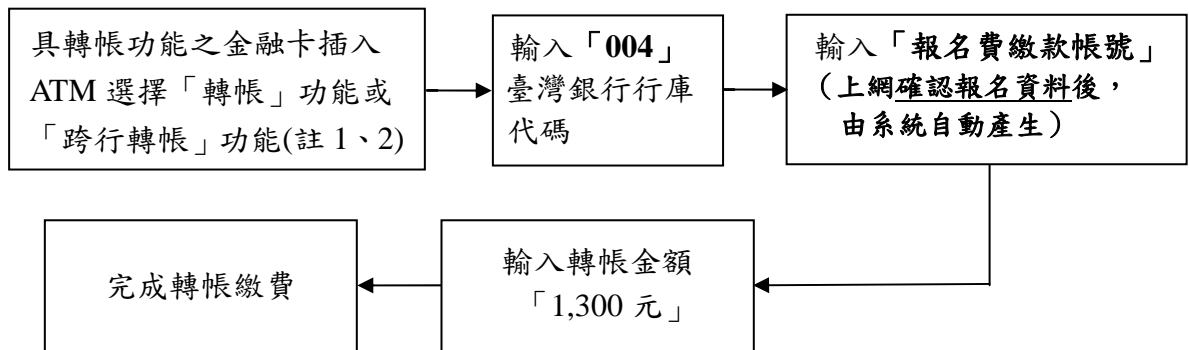 具轉帳功能之金融卡插入
ATM 選擇「轉帳」功能或
「跨行轉帳」功能(註 1、2)
輸入「004」
臺灣銀行行庫
代碼
輸入「報名費繳款帳號」
（上網確認報名資料後，
由系統自動產生）
輸入轉帳金額
「1,300 元」
完成轉帳繳費